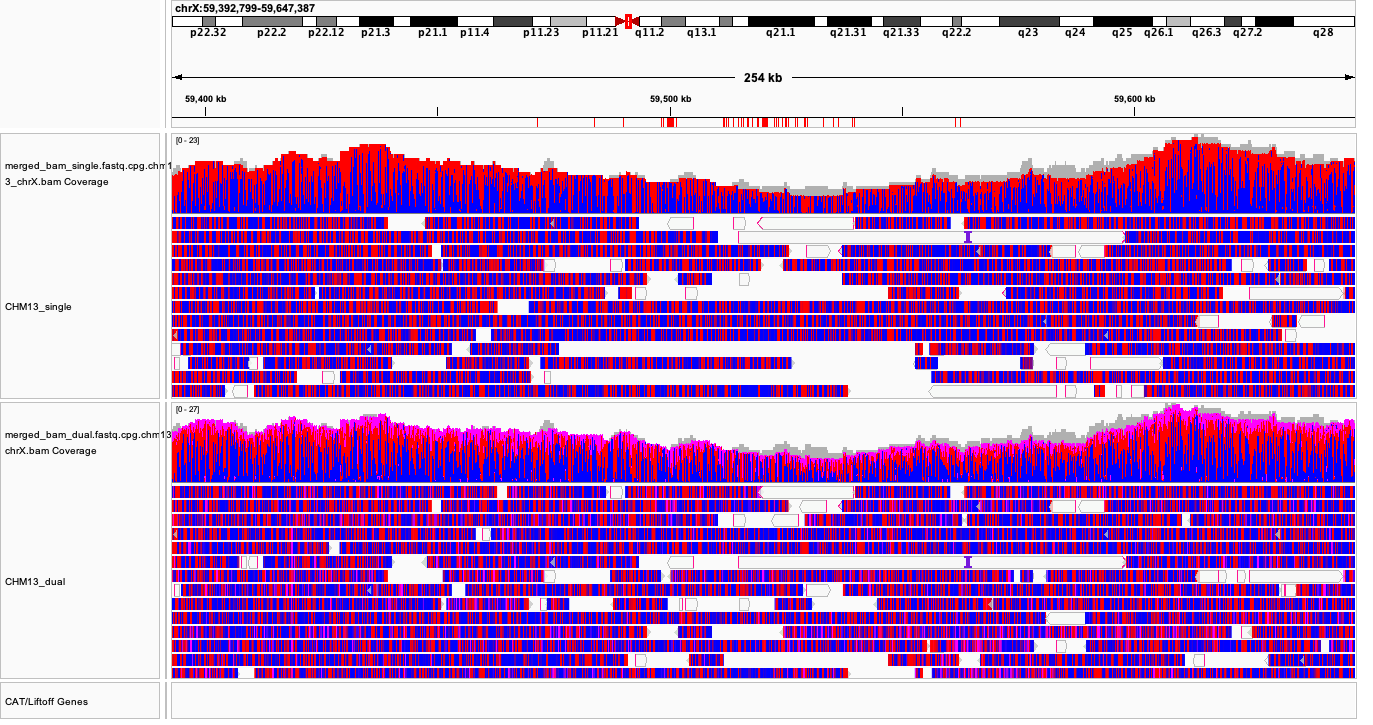 chrX:59,392,799-59,647,387
p22.32 p22.2 p22.12 p21.3 p21.1 p11.4 p11.23 p11.21 q11.2 q13.1 q21.1 q21.31 q21.33 q22.2 q23 q24 q25 q26.1 q26.3 q27.2 q28
254 kb
59,400 kb 59,500 kb 59,600 kb
[0 - 23]
merged_bam_single.fastq.cpg.chm1
3_chrX.bam Coverage
CHM13_single
[0 - 27]
merged_bam_dual.fastq.cpg.chm13
chrX.bam Coverage
CHM13_dual
CAT/Liftoff Genes